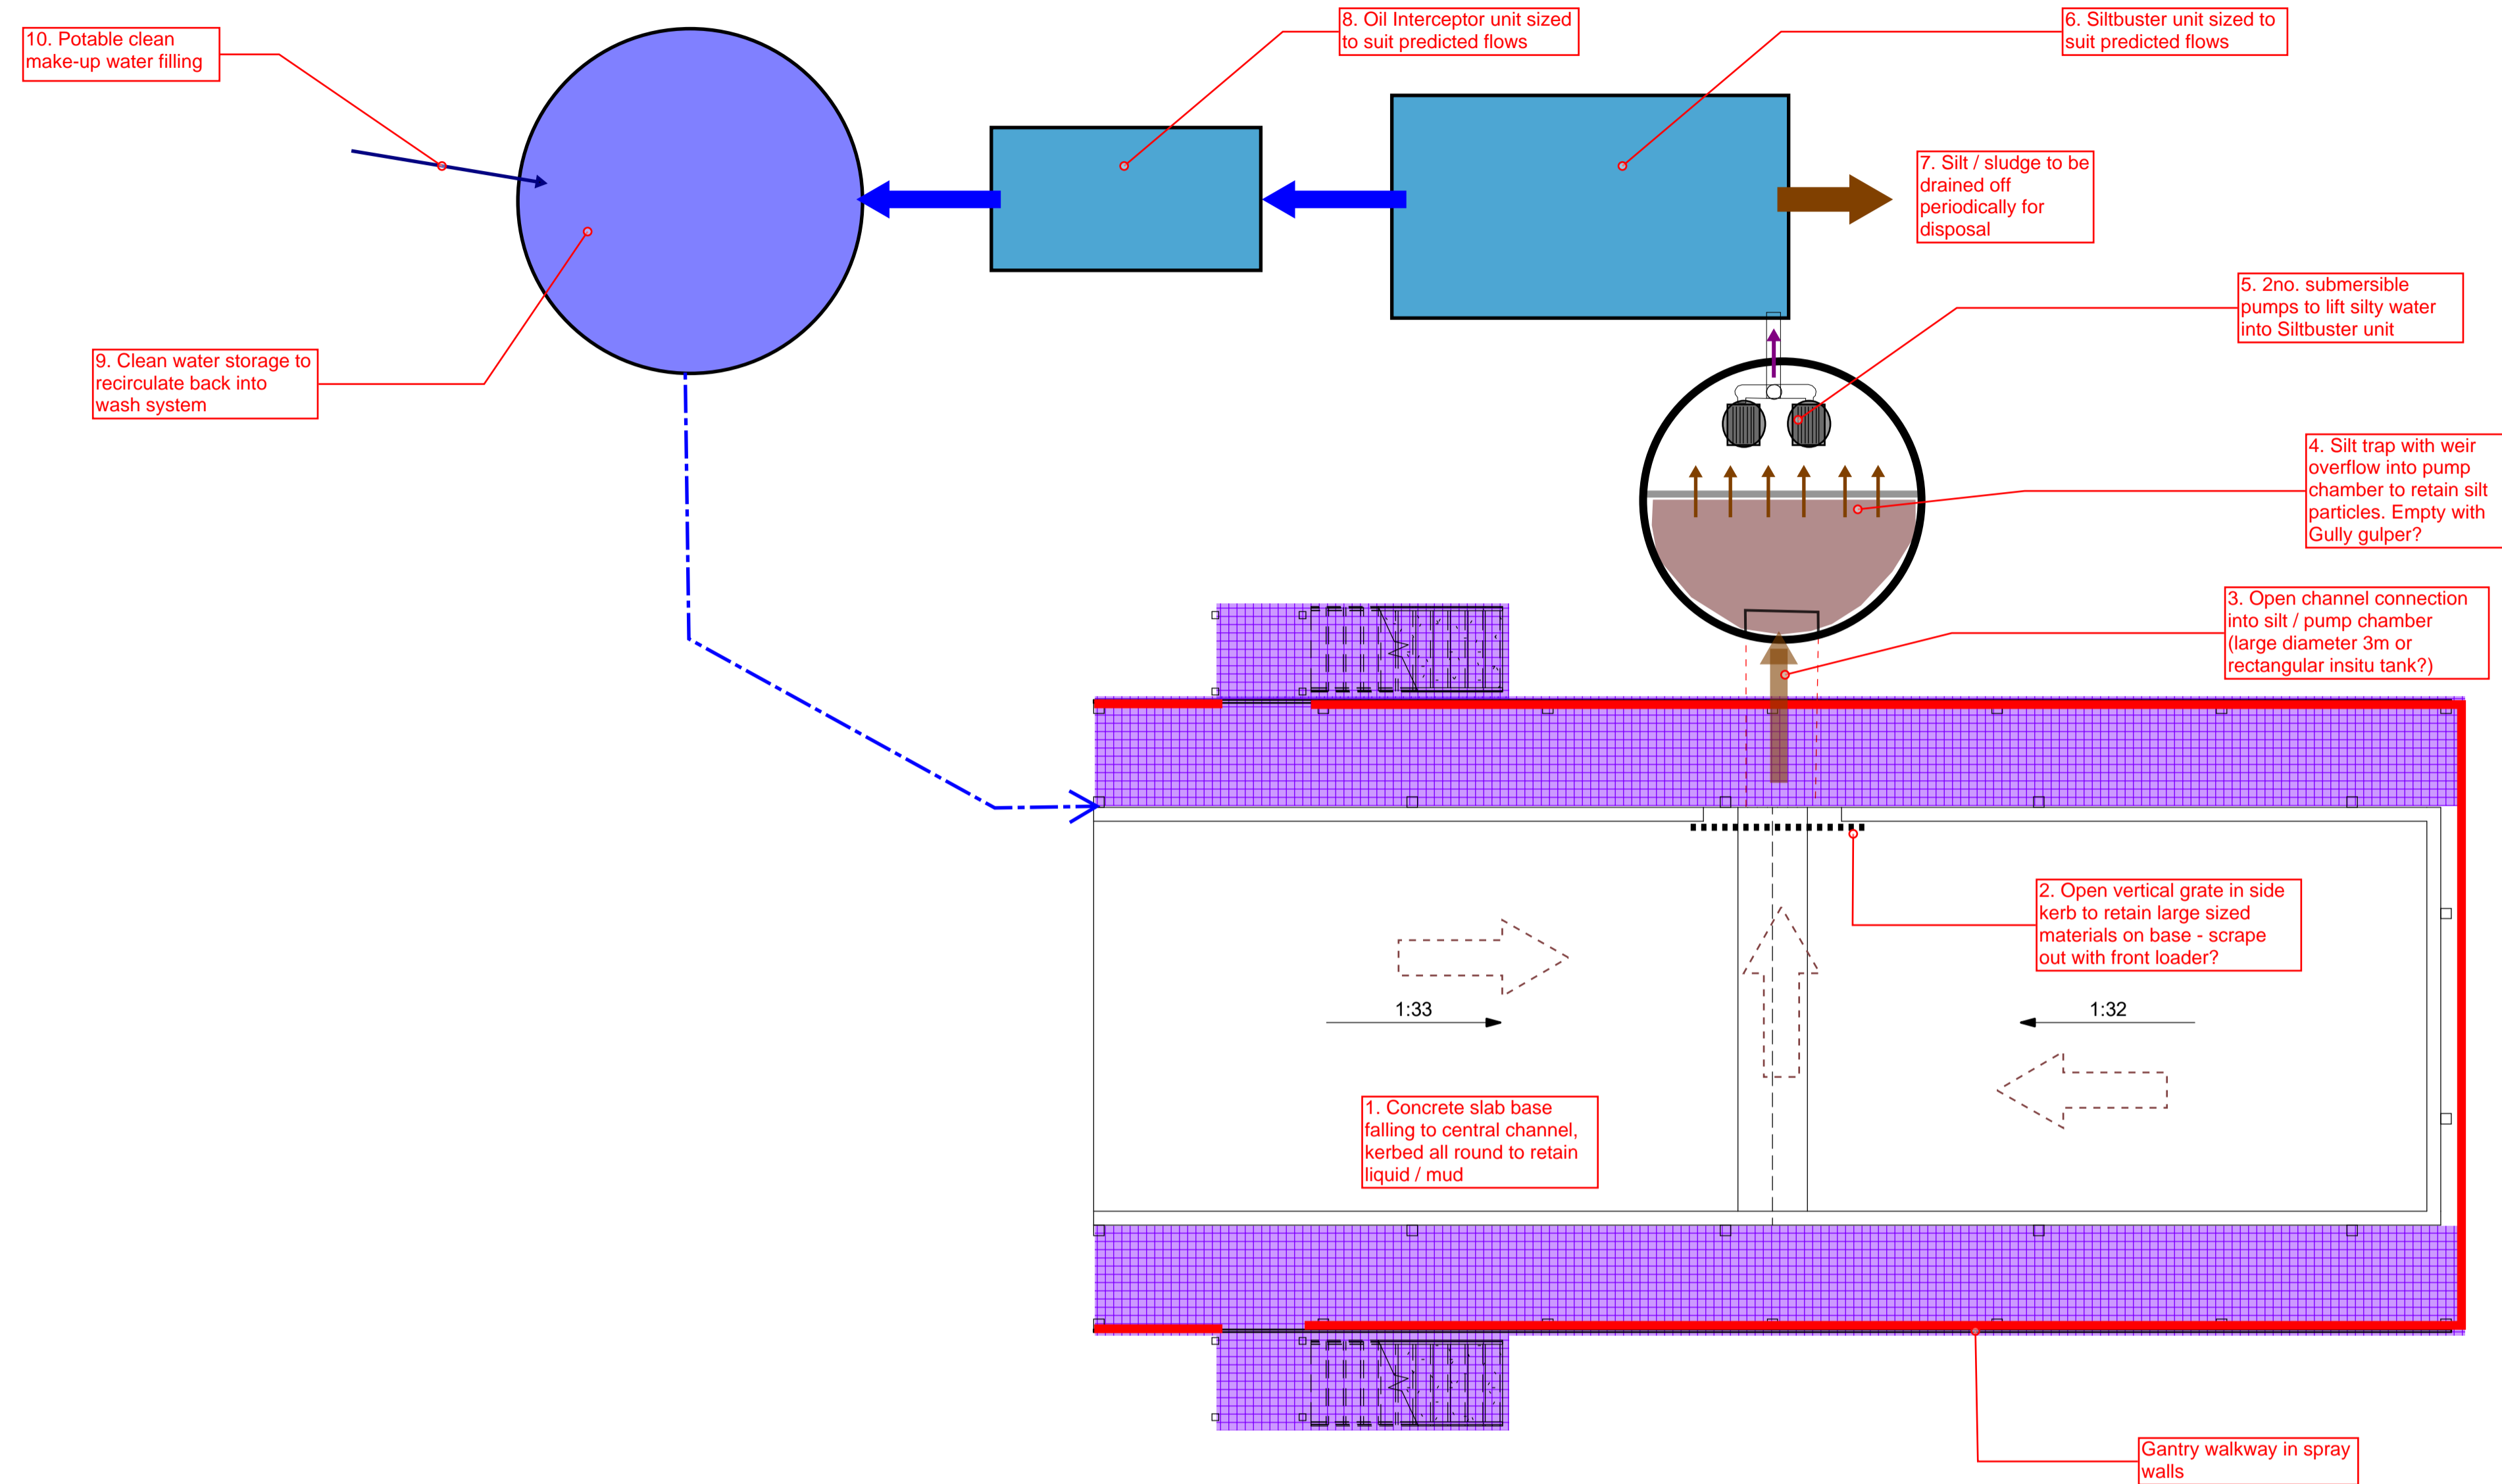 10. Potable clean
make-up water filling
8. Oil Interceptor unit sized
to suit predicted flows
6. Siltbuster unit sized to
suit predicted flows
7. Silt / sludge to be
drained off
periodically for
disposal
5. 2no. submersible
pumps to lift silty water
into Siltbuster unit
9. Clean water storage to
recirculate back into
wash system
4. Silt trap with weir
overflow into pump
chamber to retain silt
particles. Empty with
Gully gulper?
3. Open channel connection
into silt / pump chamber
(large diameter 3m or
rectangular insitu tank?)
2. Open vertical grate in side
kerb to retain large sized
materials on base - scrape
out with front loader?
1:33
1:32
1. Concrete slab base
falling to central channel,
kerbed all round to retain
liquid / mud
Gantry walkway in spray
walls